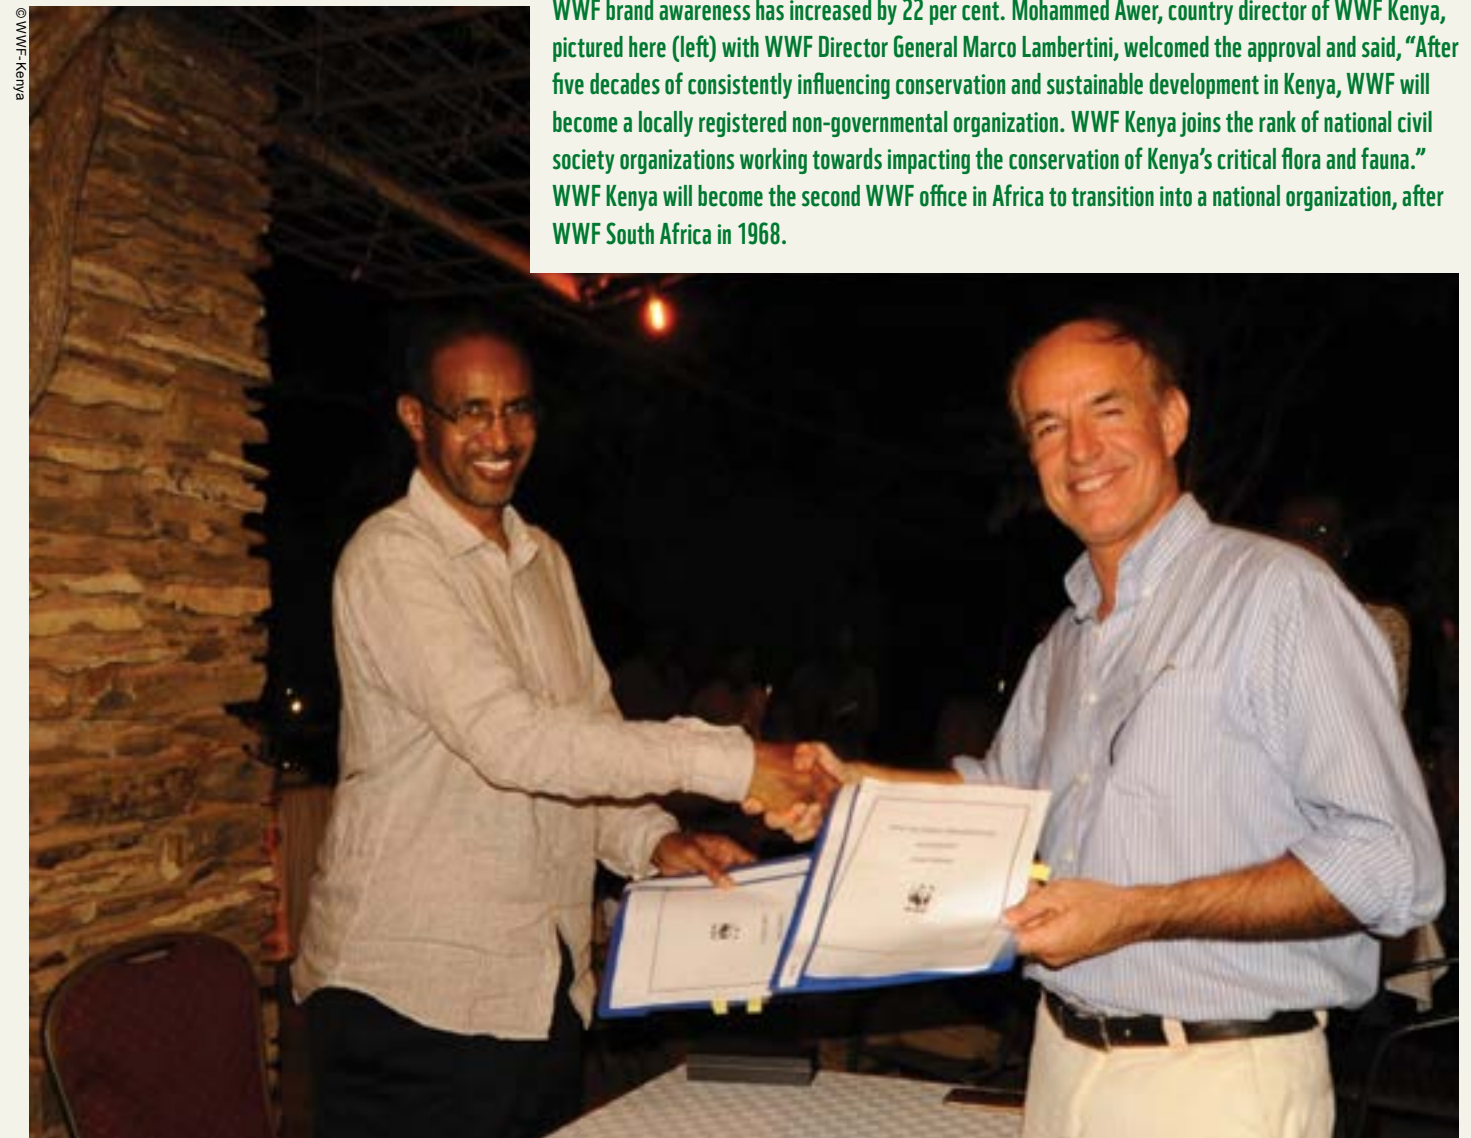 © WWF-Kenya
WWF brand awareness has increased by 22 per cent. Mohammed Awer, country director of WWF Kenya,
pictured here (left) with WWF Director General Marco Lambertini, welcomed the approval and said, “After
five decades of consistently influencing conservation and sustainable development in Kenya, WWF will
become a locally registered non-governmental organization. WWF Kenya joins the rank of national civil
society organizations working towards impacting the conservation of Kenya’s critical flora and fauna.”
WWF Kenya will become the second WWF office in Africa to transition into a national organization, after
WWF South Africa in 1968.